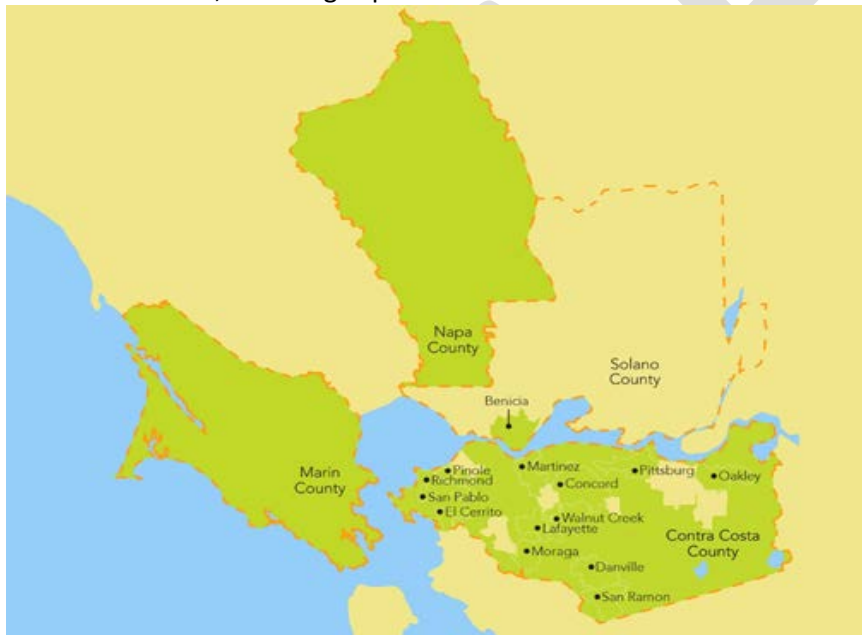 Napa
County
Solano
County
Benicia
Marin
County
Pinole
Richmond
San Pablo
El Cerrito
Martinez
Concord
Pittsburg
Oakley
Walnut Creek
Lafayette
Moraga
Contra Costa
County
Danville
San Ramon